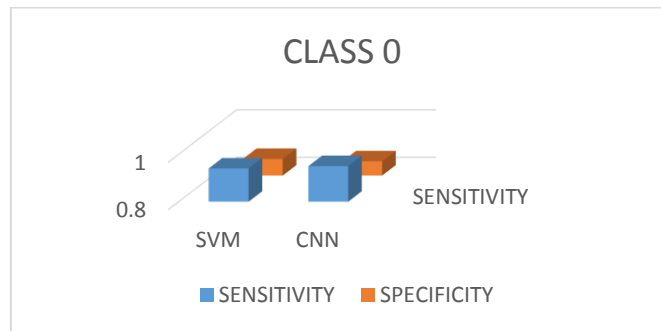 CLASS 0
1
0.8
SENSITIVITY
SVM CNN
SENSITIVITY SPECIFICITY